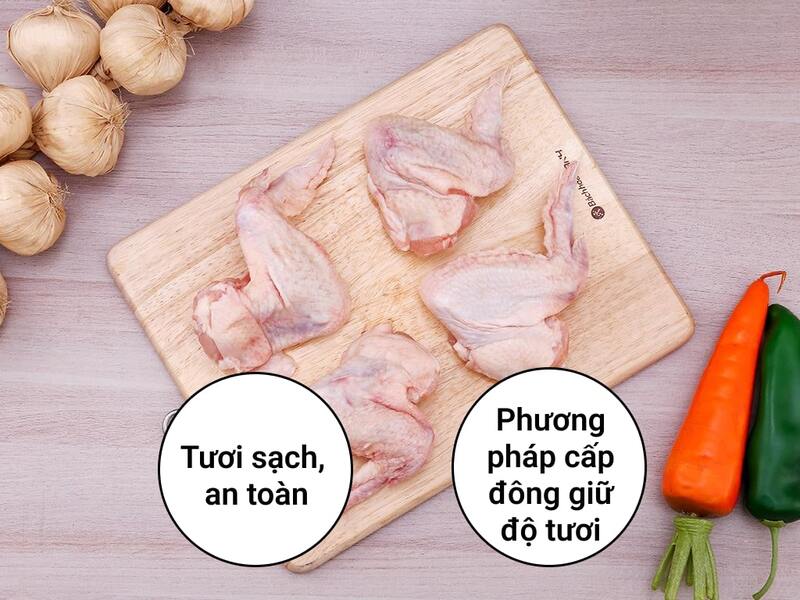 Tươi sạch,
an toàn
Phương
pháp cấp
đông giữ
độ tươi